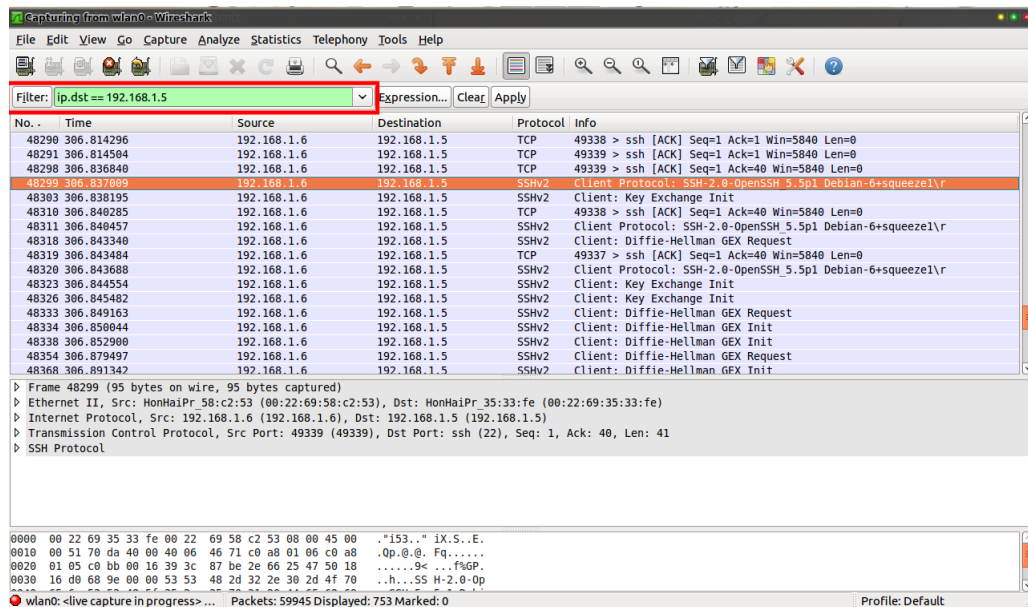 Capturing from wlan0 - Wireshark
File Edit View Go Capture Analyze Statistics Telephony Tools Help
Filter: ip.dst == 192.168.1.5 Expression... Clear Apply
No. . Time Source Destination Protocol Info
48290 306.814296 192.168.1.6 192.168.1.5 TCP 49338 > ssh [ACK] Seq=1 Ack=1 Win=5840 Len=0
48291 306.814504 192.168.1.6 192.168.1.5 TCP 49339 > ssh [ACK] Seq=1 Ack=1 Win=5840 Len=0
48298 306.836840 192.168.1.6 192.168.1.5 TCP 49339 > ssh [ACK] Seq=1 Ack=40 Win=5840 Len=0
48299 306.837009 192.168.1.6 192.168.1.5 SSHv2 Client Protocol: SSH-2.0-OpenSSH_5.5p1 Debian-6+squeeze1\r
48303 306.838195 192.168.1.6 192.168.1.5 SSHv2 Client: Key Exchange Init
48310 306.840285 192.168.1.6 192.168.1.5 TCP 49338 > ssh [ACK] Seq=1 Ack=40 Win=5840 Len=0
48311 306.840457 192.168.1.6 192.168.1.5 SSHv2 Client Protocol: SSH-2.0-OpenSSH_5.5p1 Debian-6+squeeze1\r
48318 306.843340 192.168.1.6 192.168.1.5 SSHv2 Client: Diffie-Hellman GEX Request
48319 306.843484 192.168.1.6 192.168.1.5 TCP 49337 > ssh [ACK] Seq=1 Ack=40 Win=5840 Len=0
48320 306.843688 192.168.1.6 192.168.1.5 SSHv2 Client Protocol: SSH-2.0-OpenSSH_5.5p1 Debian-6+squeeze1\r
48323 306.844554 192.168.1.6 192.168.1.5 SSHv2 Client: Key Exchange Init
48326 306.845482 192.168.1.6 192.168.1.5 SSHv2 Client: Key Exchange Init
48333 306.849163 192.168.1.6 192.168.1.5 SSHv2 Client: Diffie-Hellman GEX Request
48334 306.850044 192.168.1.6 192.168.1.5 SSHv2 Client: Diffie-Hellman GEX Init
48338 306.852900 192.168.1.6 192.168.1.5 SSHv2 Client: Diffie-Hellman GEX Init
48354 306.879497 192.168.1.6 192.168.1.5 SSHv2 Client: Diffie-Hellman GEX Request
48368 306.891342 192.168.1.6 192.168.1.5 SSHv2 Client: Diffie-Hellman GEX Init
Frame 48299 (95 bytes on wire, 95 bytes captured)
Ethernet II, Src: HonHaiPr_58:c2:53 (00:22:69:58:c2:53), Dst: HonHaiPr_35:33:fe (00:22:69:35:33:fe)
Internet Protocol, Src: 192.168.1.6 (192.168.1.6), Dst: 192.168.1.5 (192.168.1.5)
Transmission Control Protocol, Src Port: 49339 (49339), Dst Port: ssh (22), Seq: 1, Ack: 40, Len: 41
SSH Protocol
0000 00 22 69 35 33 fe 00 22 69 58 c2 53 08 00 45 00 ."i53.." iX.S..E.
0010 00 51 70 da 40 00 40 06 46 71 c0 a8 01 06 c0 a8 .Qp.@.@. Fq......
0020 01 05 c0 bb 00 16 39 3c 87 be 2e 66 25 47 50 18 ......9< ...f%GP.
0030 16 d0 68 9e 00 00 53 53 48 2d 32 2e 30 2d 4f 70 ..h...SS H-2.0-Op
wlan0: <live capture in progress> ... Packets: 59945 Displayed: 753 Marked: 0 Profile: Default